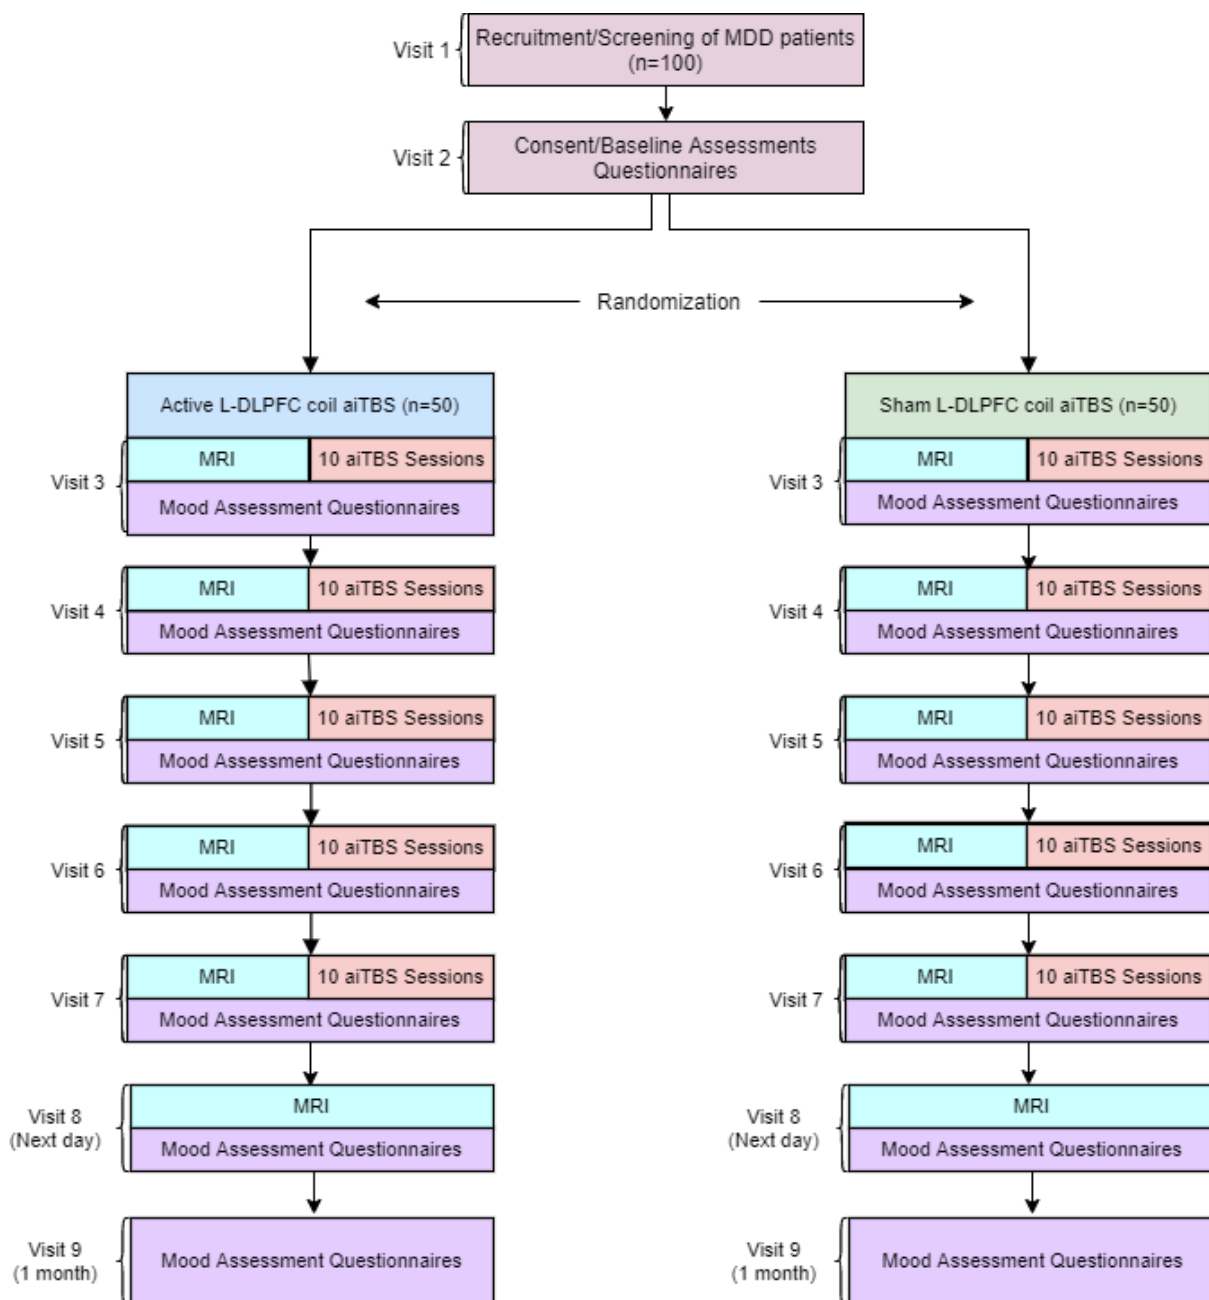 Visit 1
Recruitment/Screening of MDD patients
(n=100)
Visit 2
Consent/Baseline Assessments
Questionnaires
Randomization
Active L-DLPFC coil aiTBS (n=50)
Visit 3
MRI
10 aiTBS Sessions
Mood Assessment Questionnaires
Visit 4
MRI
10 aiTBS Sessions
Mood Assessment Questionnaires
Visit 5
MRI
10 aiTBS Sessions
Mood Assessment Questionnaires
Visit 6
MRI
10 aiTBS Sessions
Mood Assessment Questionnaires
Visit 7
MRI
10 aiTBS Sessions
Mood Assessment Questionnaires
Visit 8
(Next day)
MRI
Mood Assessment Questionnaires
Visit 9
(1 month)
Mood Assessment Questionnaires
Sham L-DLPFC coil aiTBS (n=50)
Visit 3
MRI
10 aiTBS Sessions
Mood Assessment Questionnaires
Visit 4
MRI
10 aiTBS Sessions
Mood Assessment Questionnaires
Visit 5
MRI
10 aiTBS Sessions
Mood Assessment Questionnaires
Visit 6
MRI
10 aiTBS Sessions
Mood Assessment Questionnaires
Visit 7
MRI
10 aiTBS Sessions
Mood Assessment Questionnaires
Visit 8
(Next day)
MRI
Mood Assessment Questionnaires
Visit 9
(1 month)
Mood Assessment Questionnaires